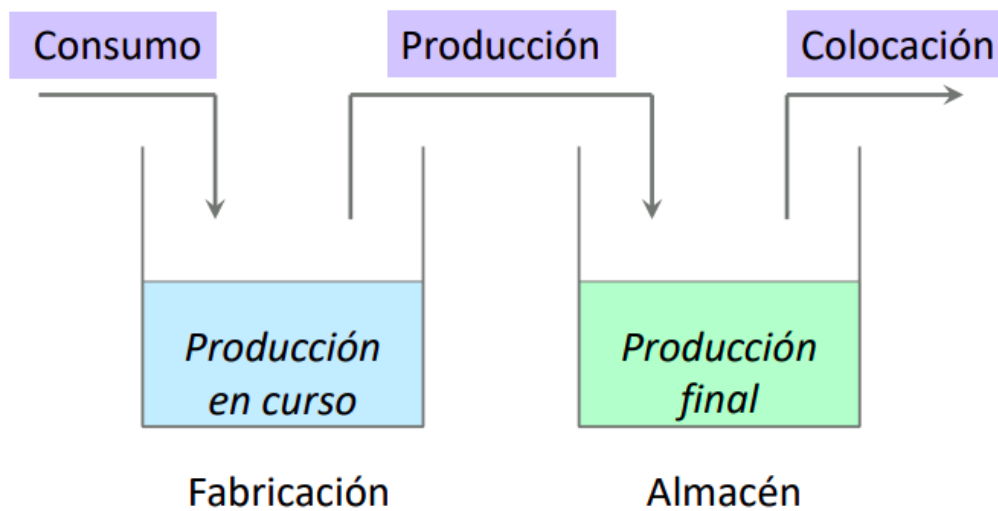 Consumo
Producción
Colocación
Producción
en curso
Producción
final
Fabricación
Almacén